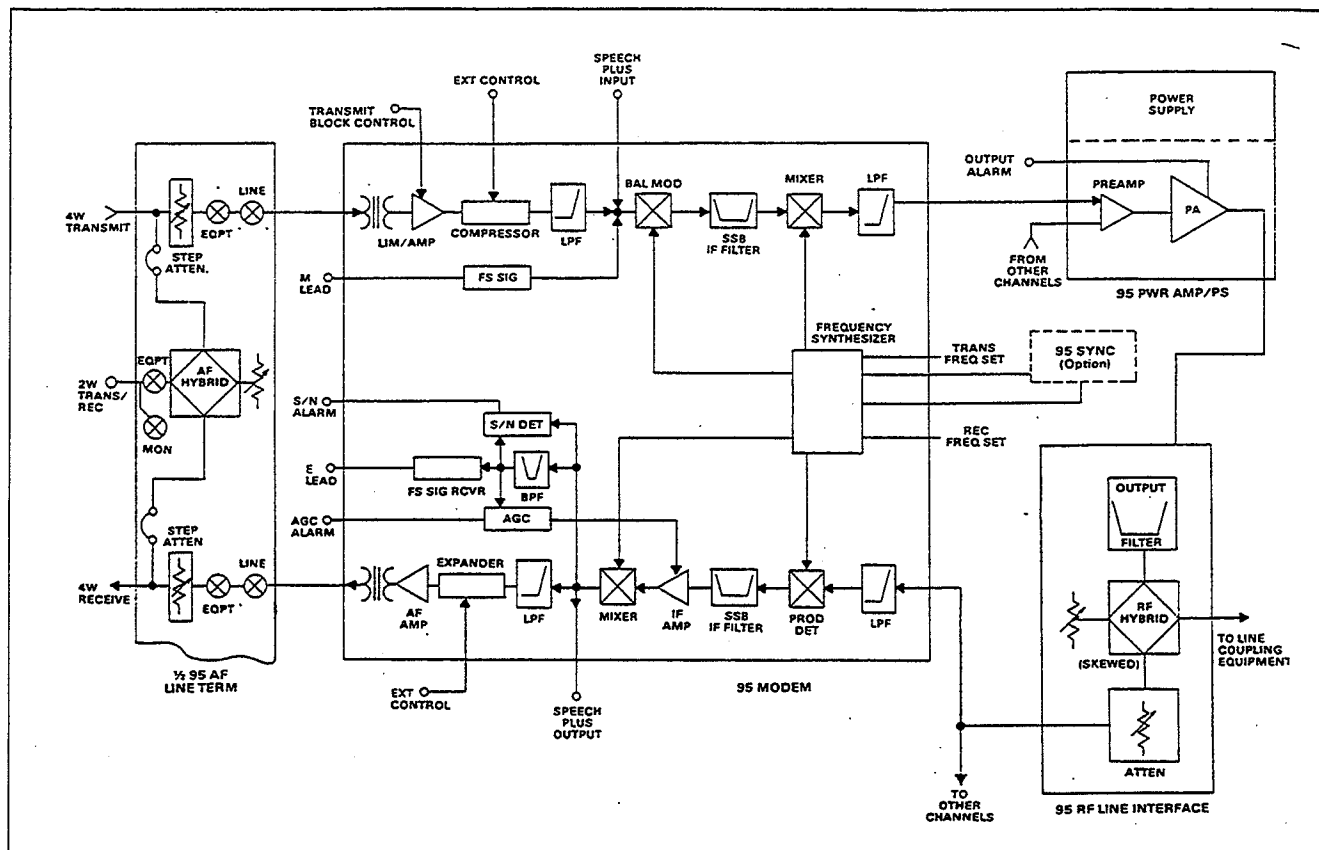 SPEECH
PLUS
INPUT
EXT CONTROL
TRANSMIT
BLOCK CONTROL
POWER
SUPPLY
OUTPUT
ALARM
PREAMP
PA
FROM
OTHER
CHANNELS
95 PWR AMP/PS
4W
TRANSMIT
STEP
ATTEN.
EQPT
LINE
LIM/AMP
COMPRESSOR
LPF
BAL MOD
SSB
IF FILTER
MIXER
LPF
M
LEAD
FS SIG
FREQUENCY
SYNTHESIZER
TRANS
FREQ SET
95 SYNC
(Option)
REC
FREQ SET
EQPT
AF
HYBRID
2W
TRANS/
REC
MON
S/N
ALARM
S/N DET
E
LEAD
FS SIG RCVR
BPF
AGC
ALARM
AGC
4W
RECEIVE
STEP
ATTEN
EQPT
LINE
AF
AMP
EXPANDER
LPF
MIXER
IF
AMP
SSB
IF FILTER
PROD
DET
LPF
½ 95 AF
LINE TERM
EXT
CONTROL
SPEECH
PLUS
OUTPUT
95 MODEM
TO
OTHER
CHANNELS
OUTPUT
FILTER
RF
HYBRID
(SKEWED)
TO LINE
COUPLING
EQUIPMENT
ATTEN
95 RF LINE INTERFACE